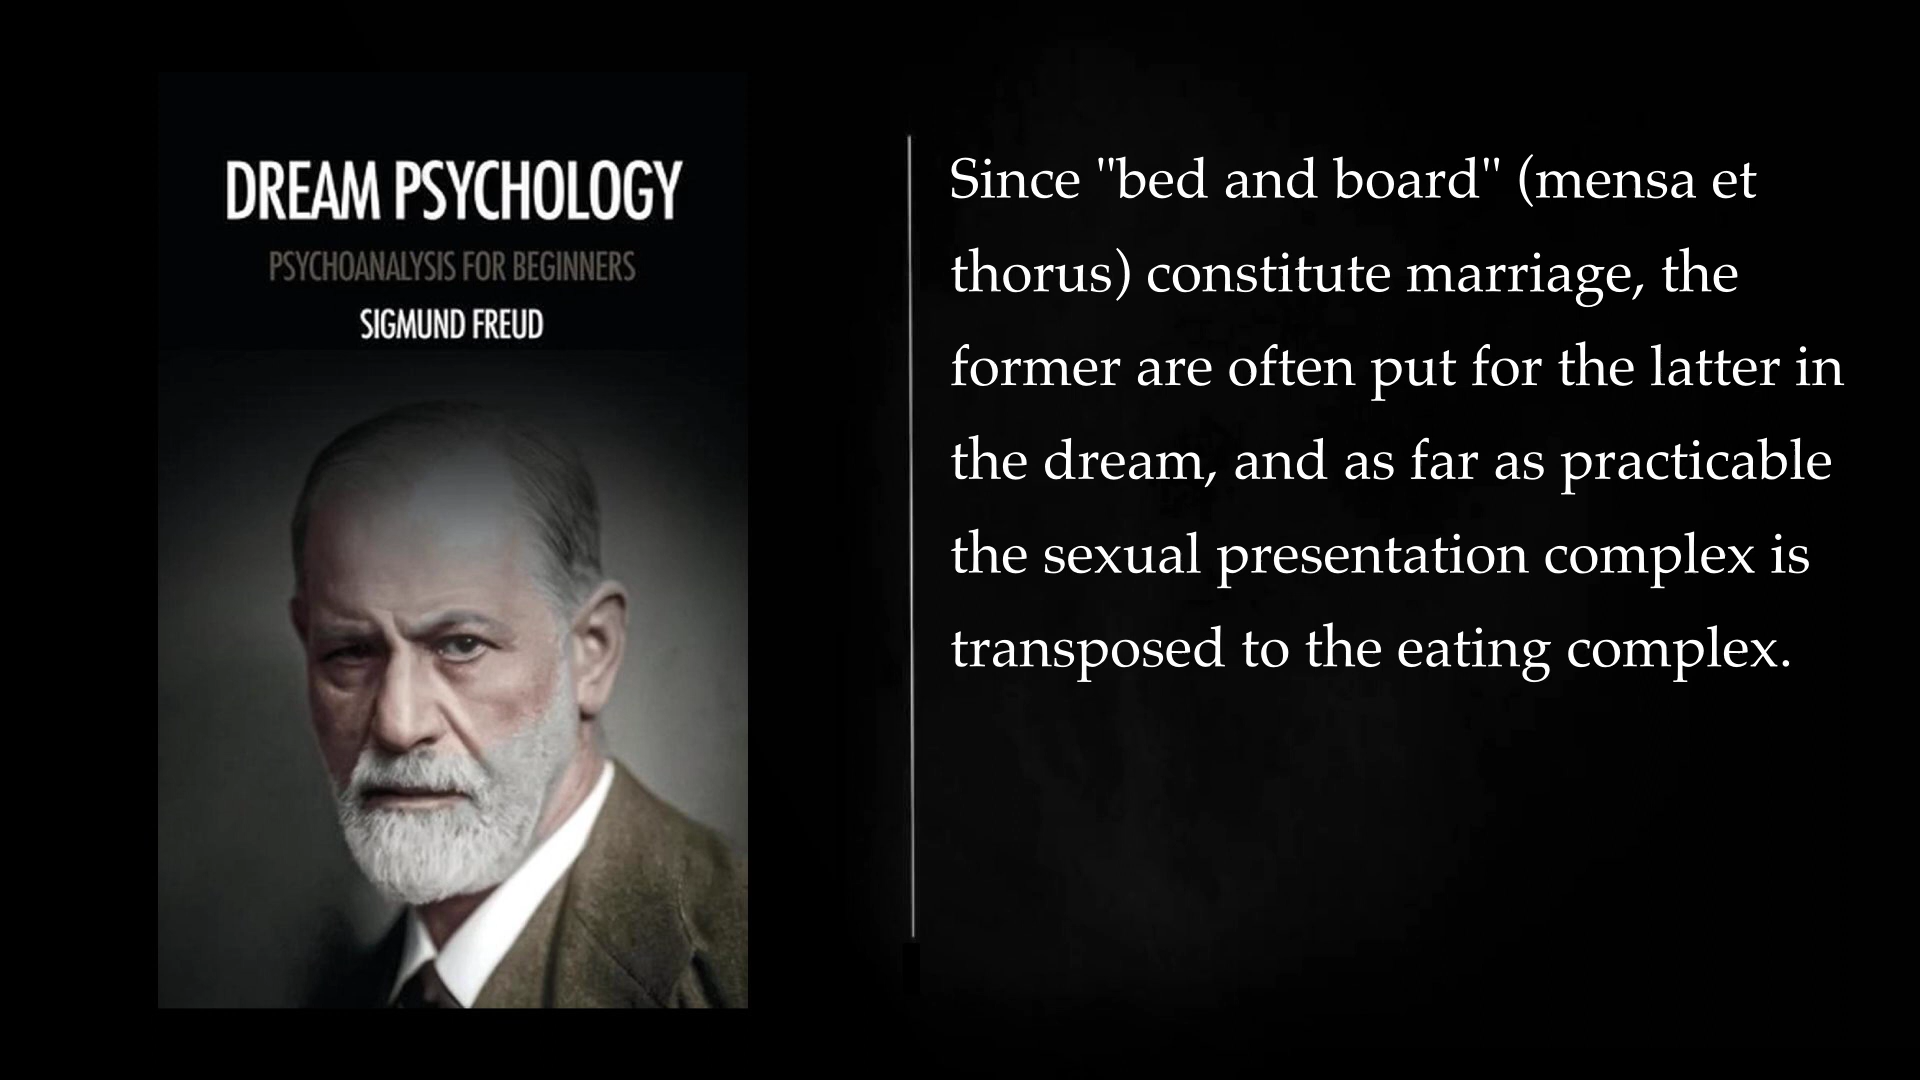 DREAM PSYCHOLOGY
PSYCHOANALYSIS FOR BEGINNERS
SIGMUND FREUD
Since "bed and board" (mensa et
thorus) constitute marriage, the
former are often put for the latter in
the dream, and as far as practicable
the sexual presentation complex is
transposed to the eating complex.